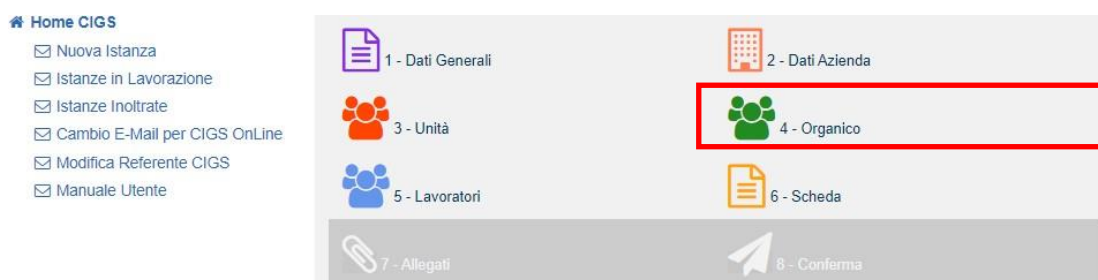 Home CIGS
Nuova Istanza
Istanze in Lavorazione
Istanze Inoltrate
Cambio E-Mail per CIGS OnLine
Modifica Referente CIGS
Manuale Utente
1 - Dati Generali
2 - Dati Azienda
3 - Unità
4 - Organico
5 - Lavoratori
6 - Scheda
7 - Allegati
8 - Conferma